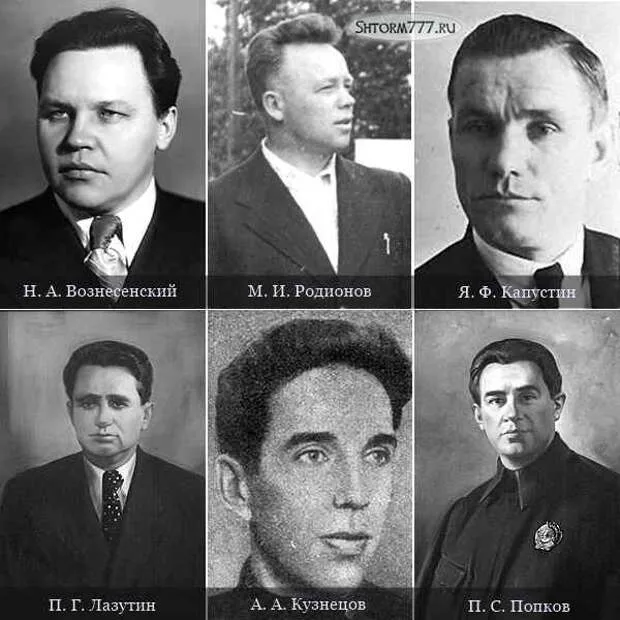 Shtorm777.ru
Н. А. Вознесенский
М. И. Родионов
Я. Ф. Капустин
П. Г. Лазутин
А. А. Кузнецов
П. С. Попков